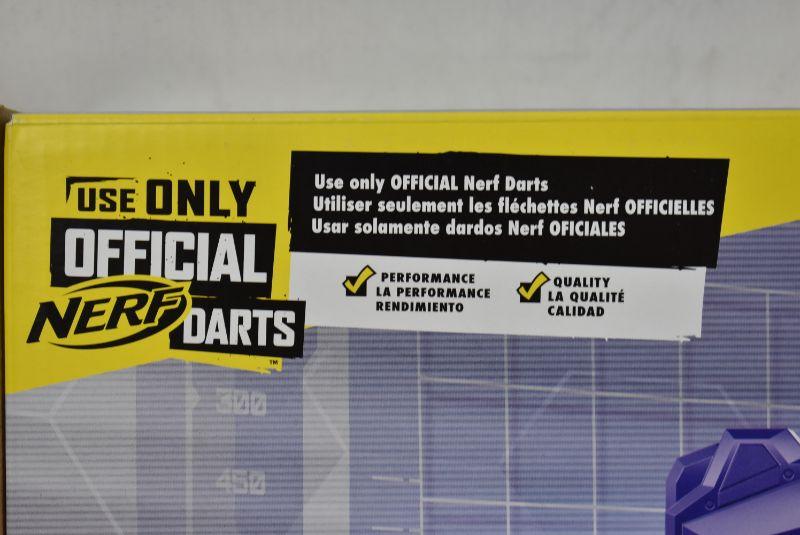 USE ONLY
OFFICIAL
NERF DARTS
™
Use only OFFICIAL Nerf Darts
Utiliser seulement les fléchettes Nerf OFFICIELLES
Usar solamente dardos Nerf OFICIALES
PERFORMANCE
LA PERFORMANCE
RENDIMIENTO
QUALITY
LA QUALITÉ
CALIDAD
300
450